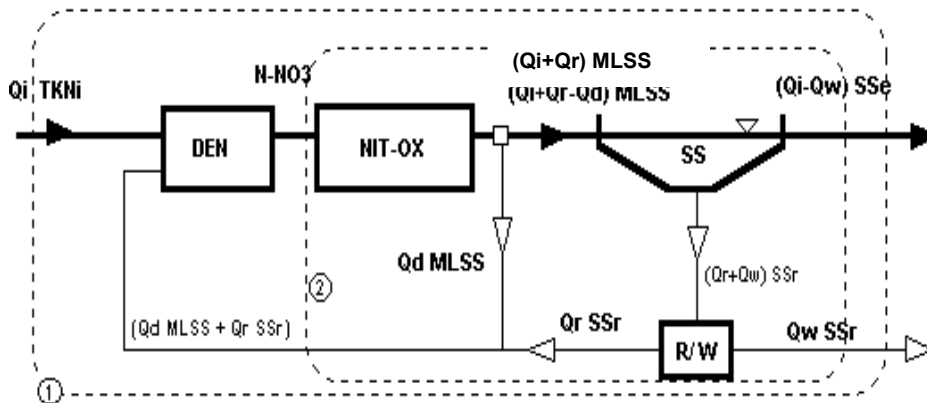 (Qi+Qr) MLSS
N-NO3
Qi TKNi
(Qi+Qr-Qd) MLSS
(Qi-Qw) SSe
DEN
NIT-OX
SS
Qd MLSS
(Qr+Qw) SSr
2
(Qd MLSS + Qr SSr)
Qr SSr
R/W
Qw SSr
1